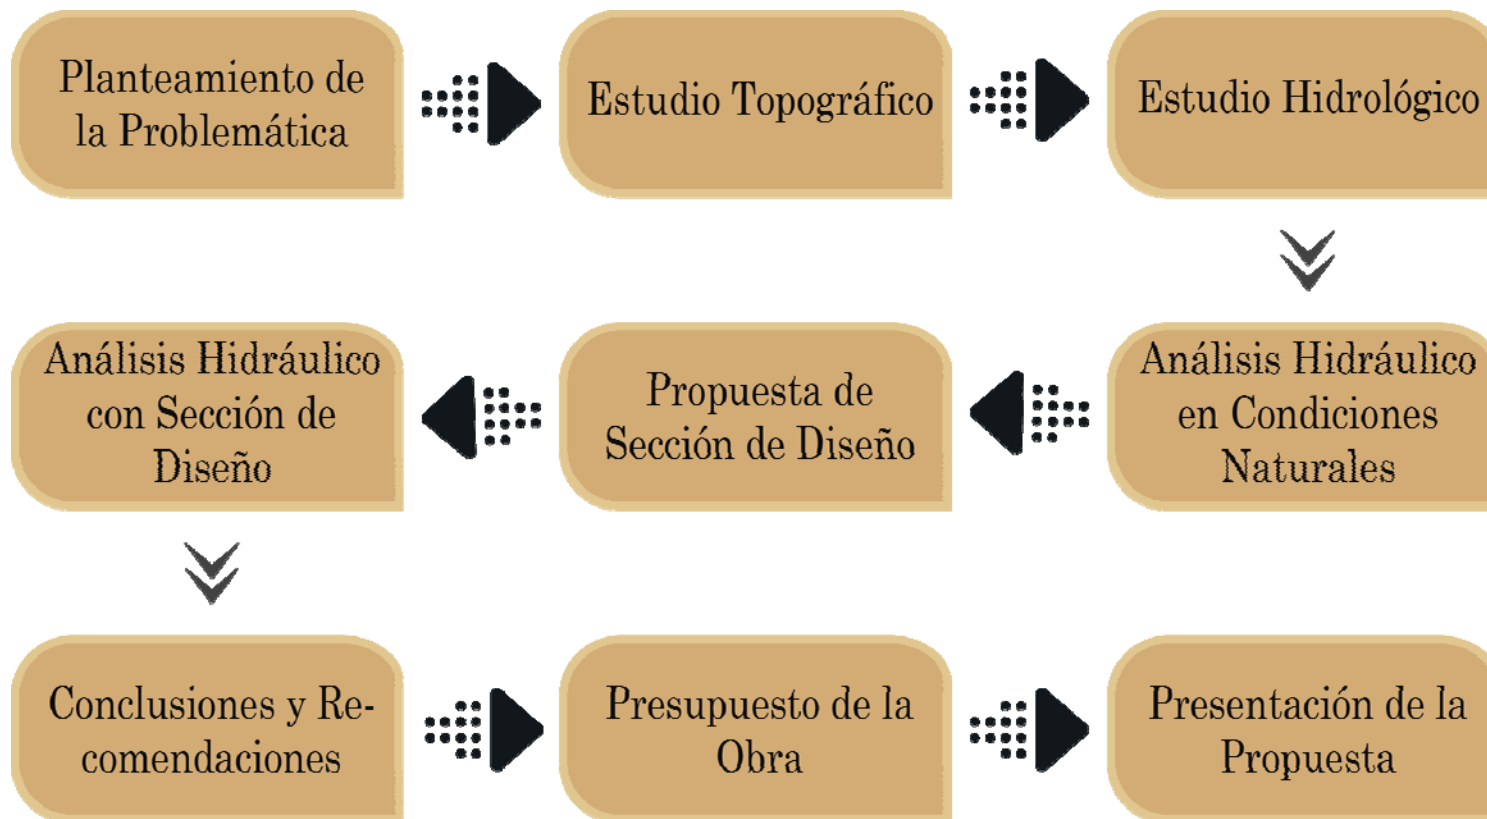 Planteamiento de
la Problemática
Estudio Topográfico
Estudio Hidrológico
Análisis Hidráulico
en Condiciones
Naturales
Propuesta de
Sección de Diseño
Análisis Hidráulico
con Sección de
Diseño
Conclusiones y Re-
comendaciones
Presupuesto de la
Obra
Presentación de la
Propuesta